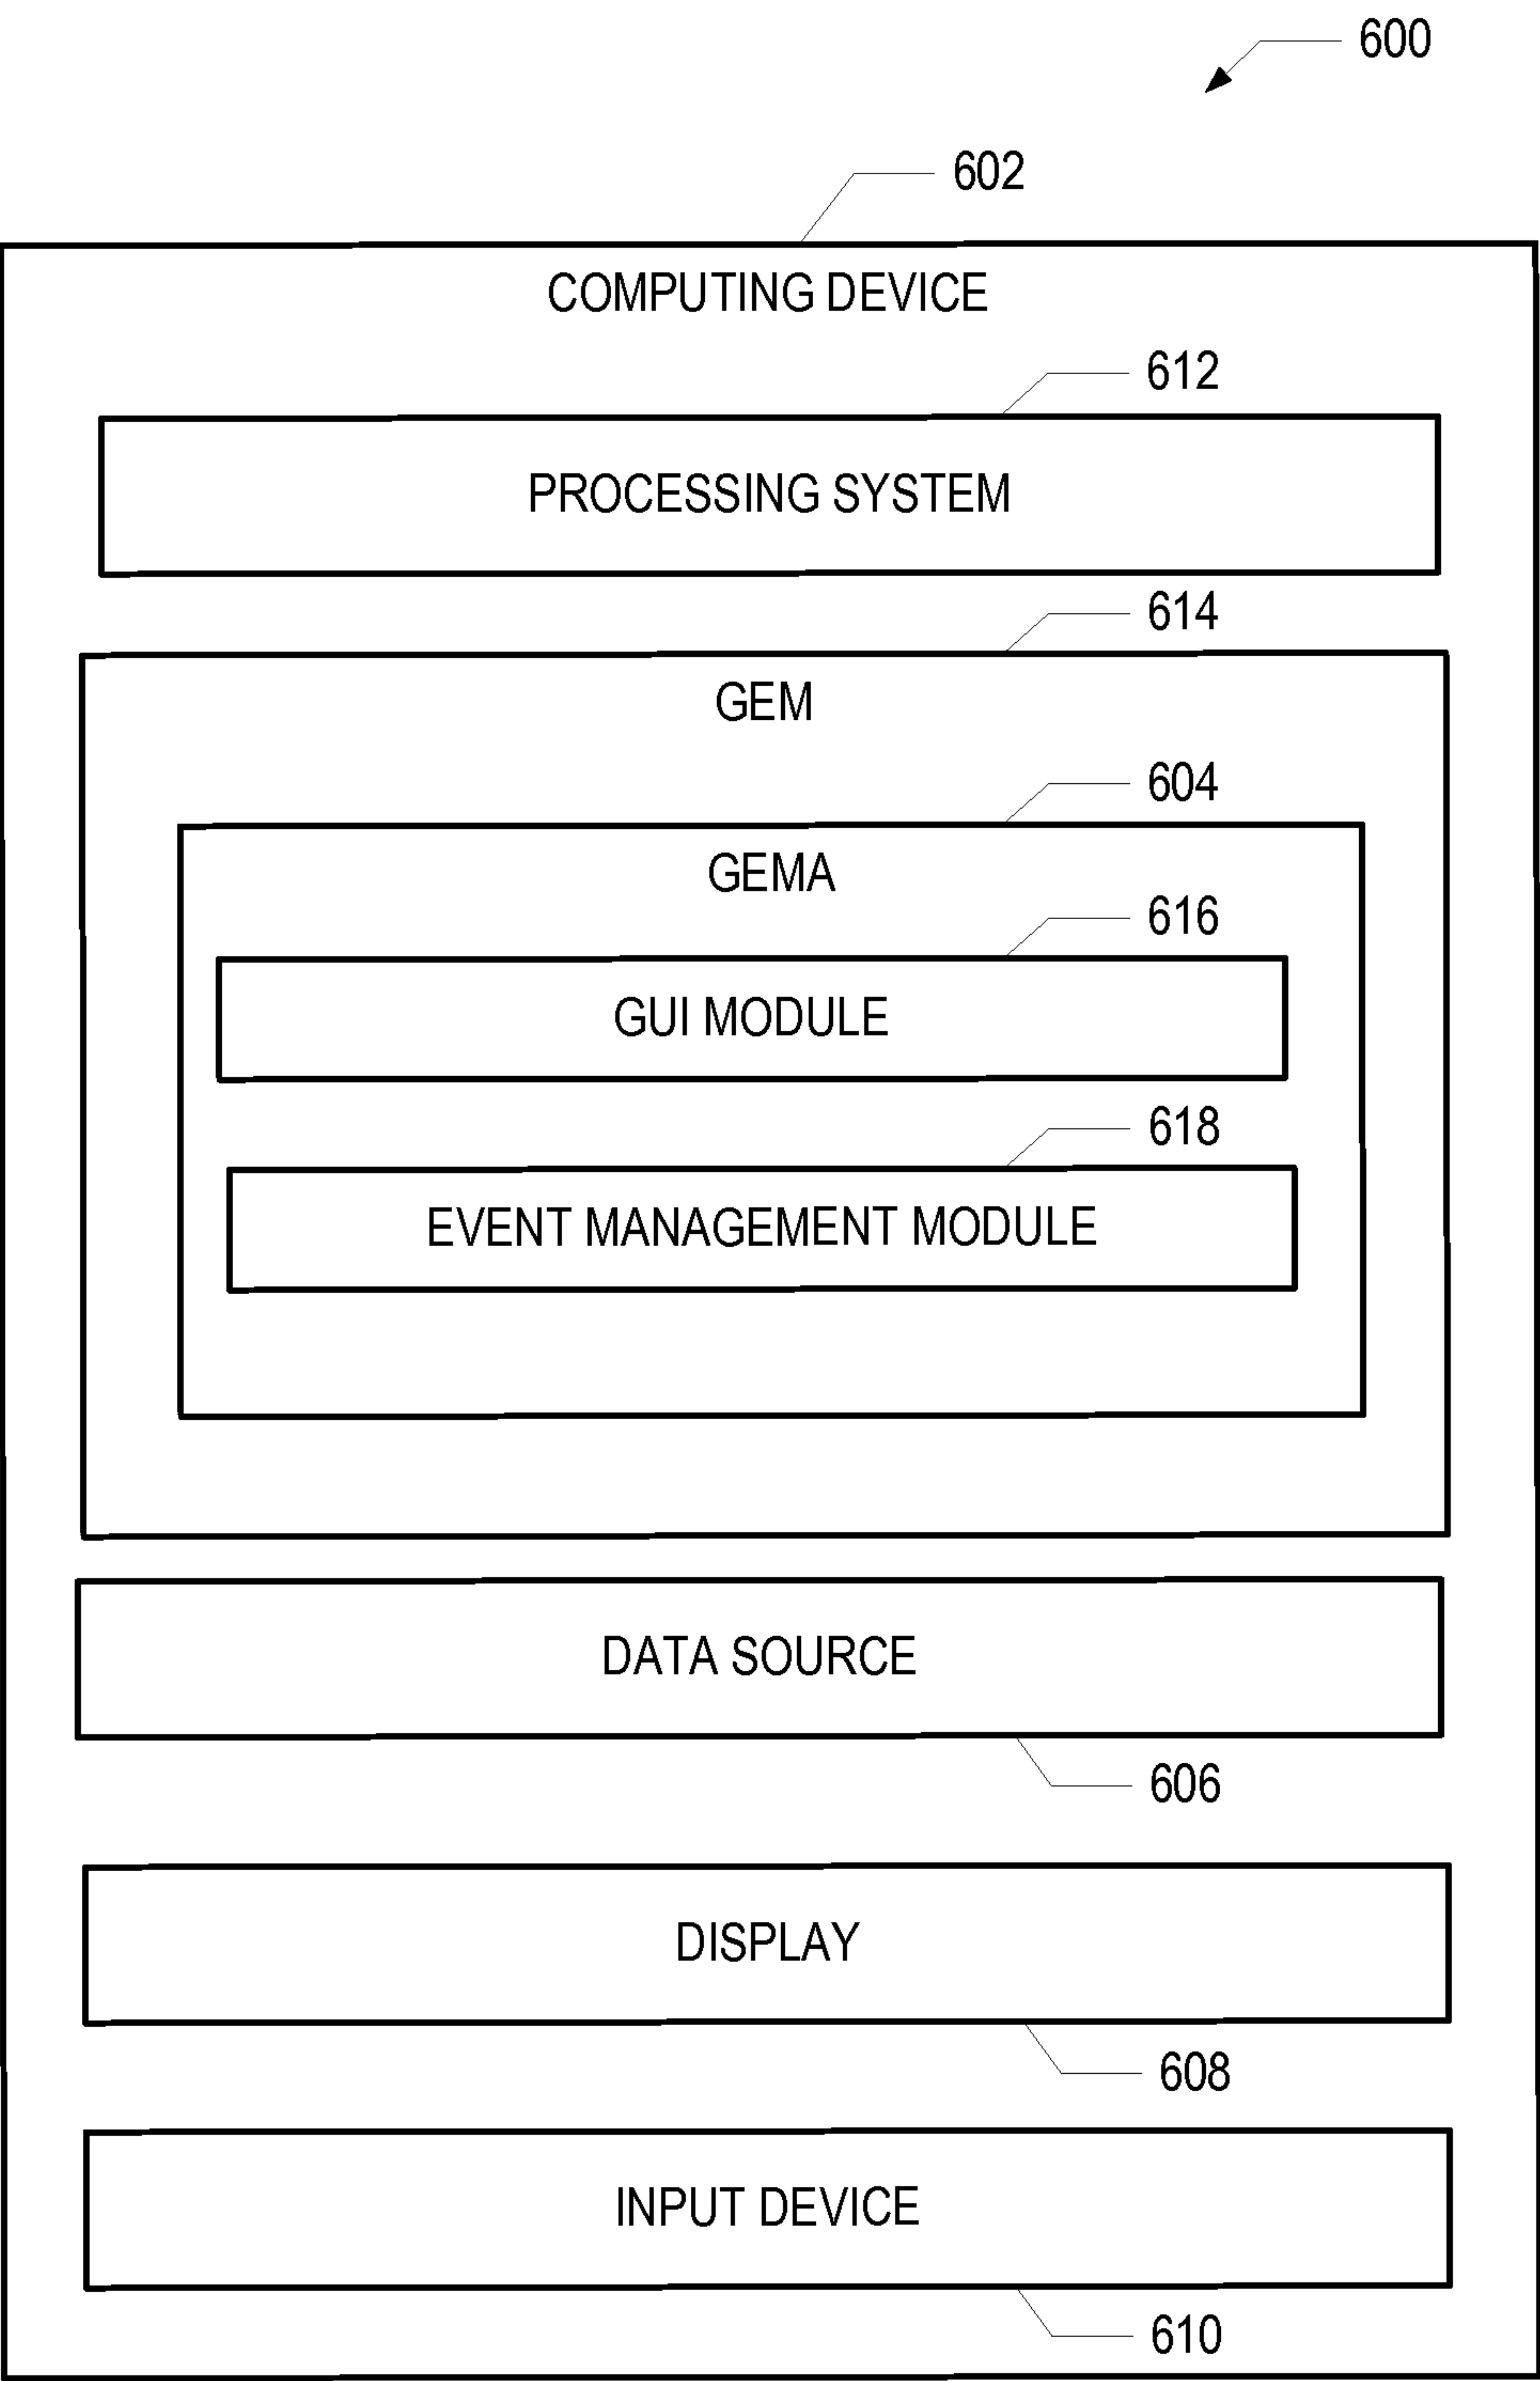 600
602
COMPUTING DEVICE
612
PROCESSING SYSTEM
614
GEM
604
GEMA
616
GUI MODULE
618
EVENT MANAGEMENT MODULE
DATA SOURCE
606
DISPLAY
608
INPUT DEVICE
610